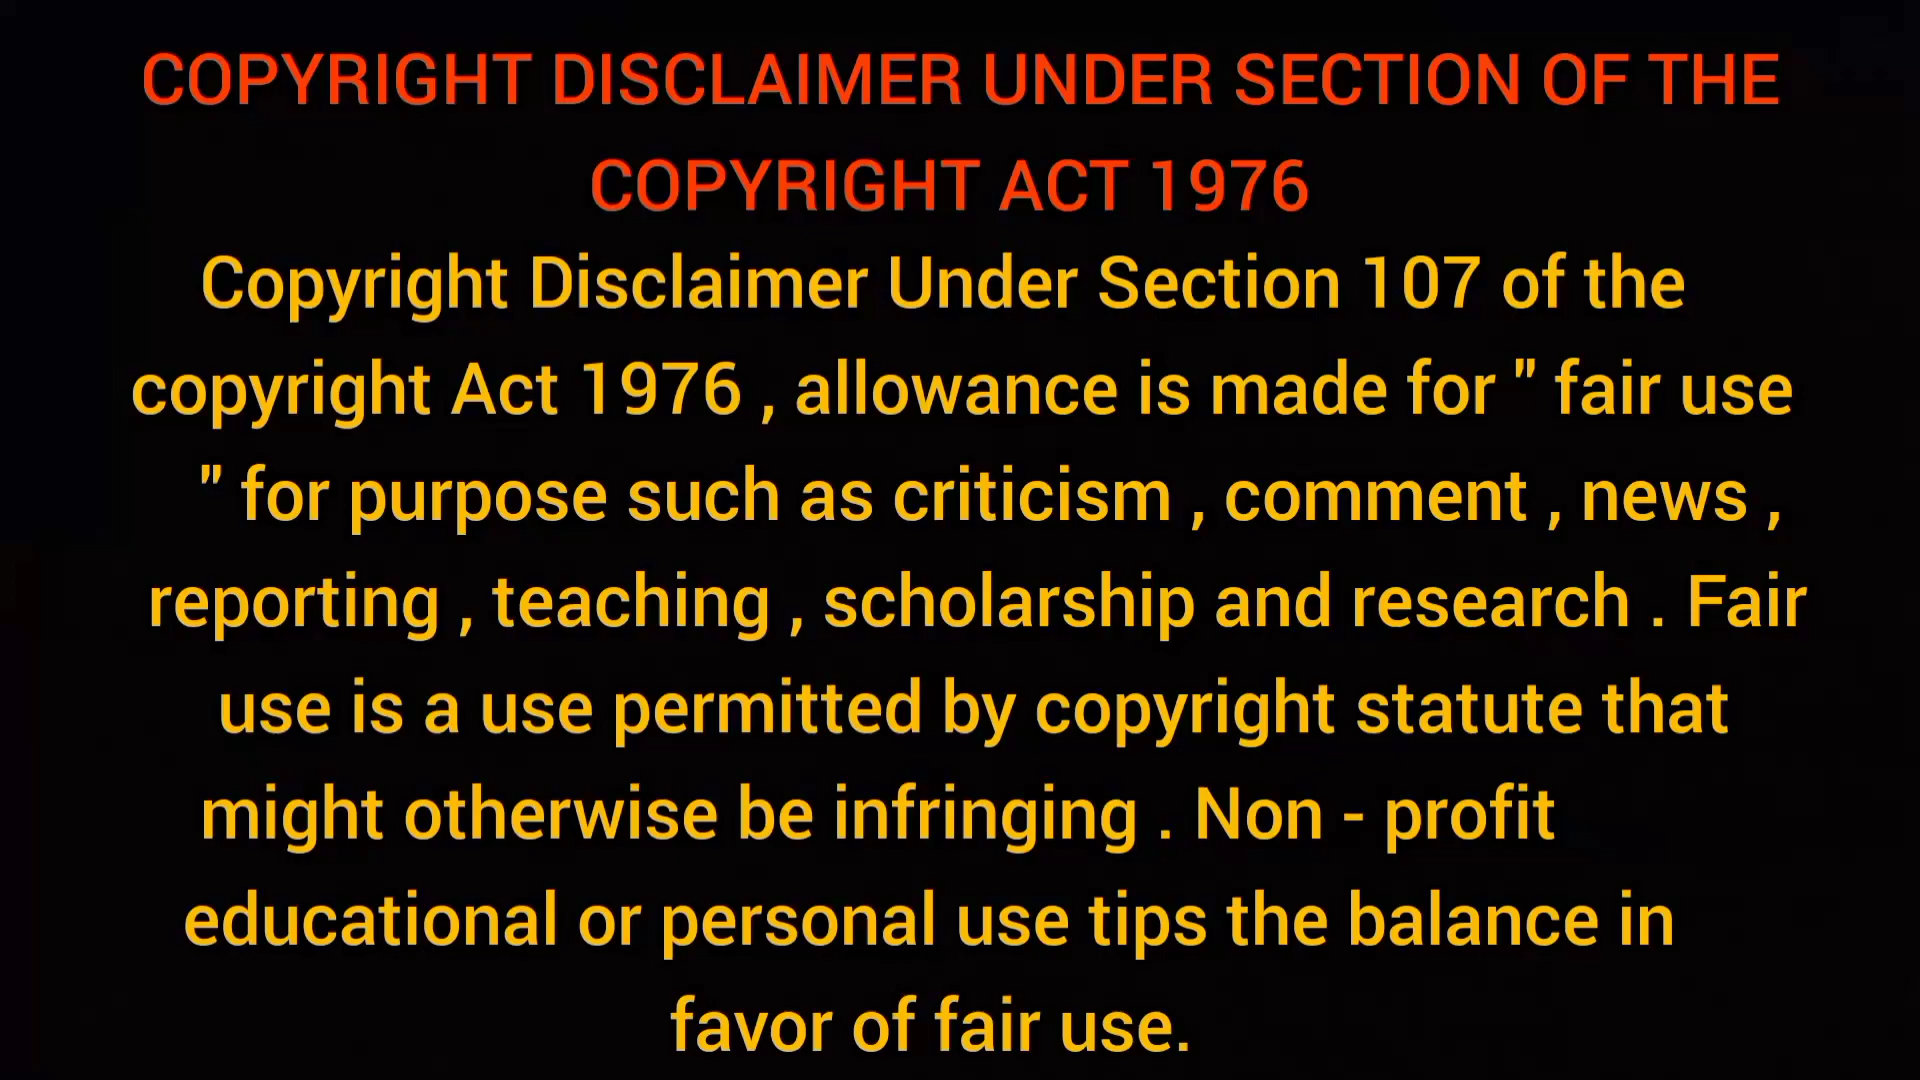 COPYRIGHT DISCLAIMER UNDER SECTION OF THE
COPYRIGHT ACT 1976
Copyright Disclaimer Under Section 107 of the
copyright Act 1976 , allowance is made for " fair use
" for purpose such as criticism , comment , news ,
reporting , teaching , scholarship and research . Fair
use is a use permitted by copyright statute that
might otherwise be infringing . Non - profit
educational or personal use tips the balance in
favor of fair use.